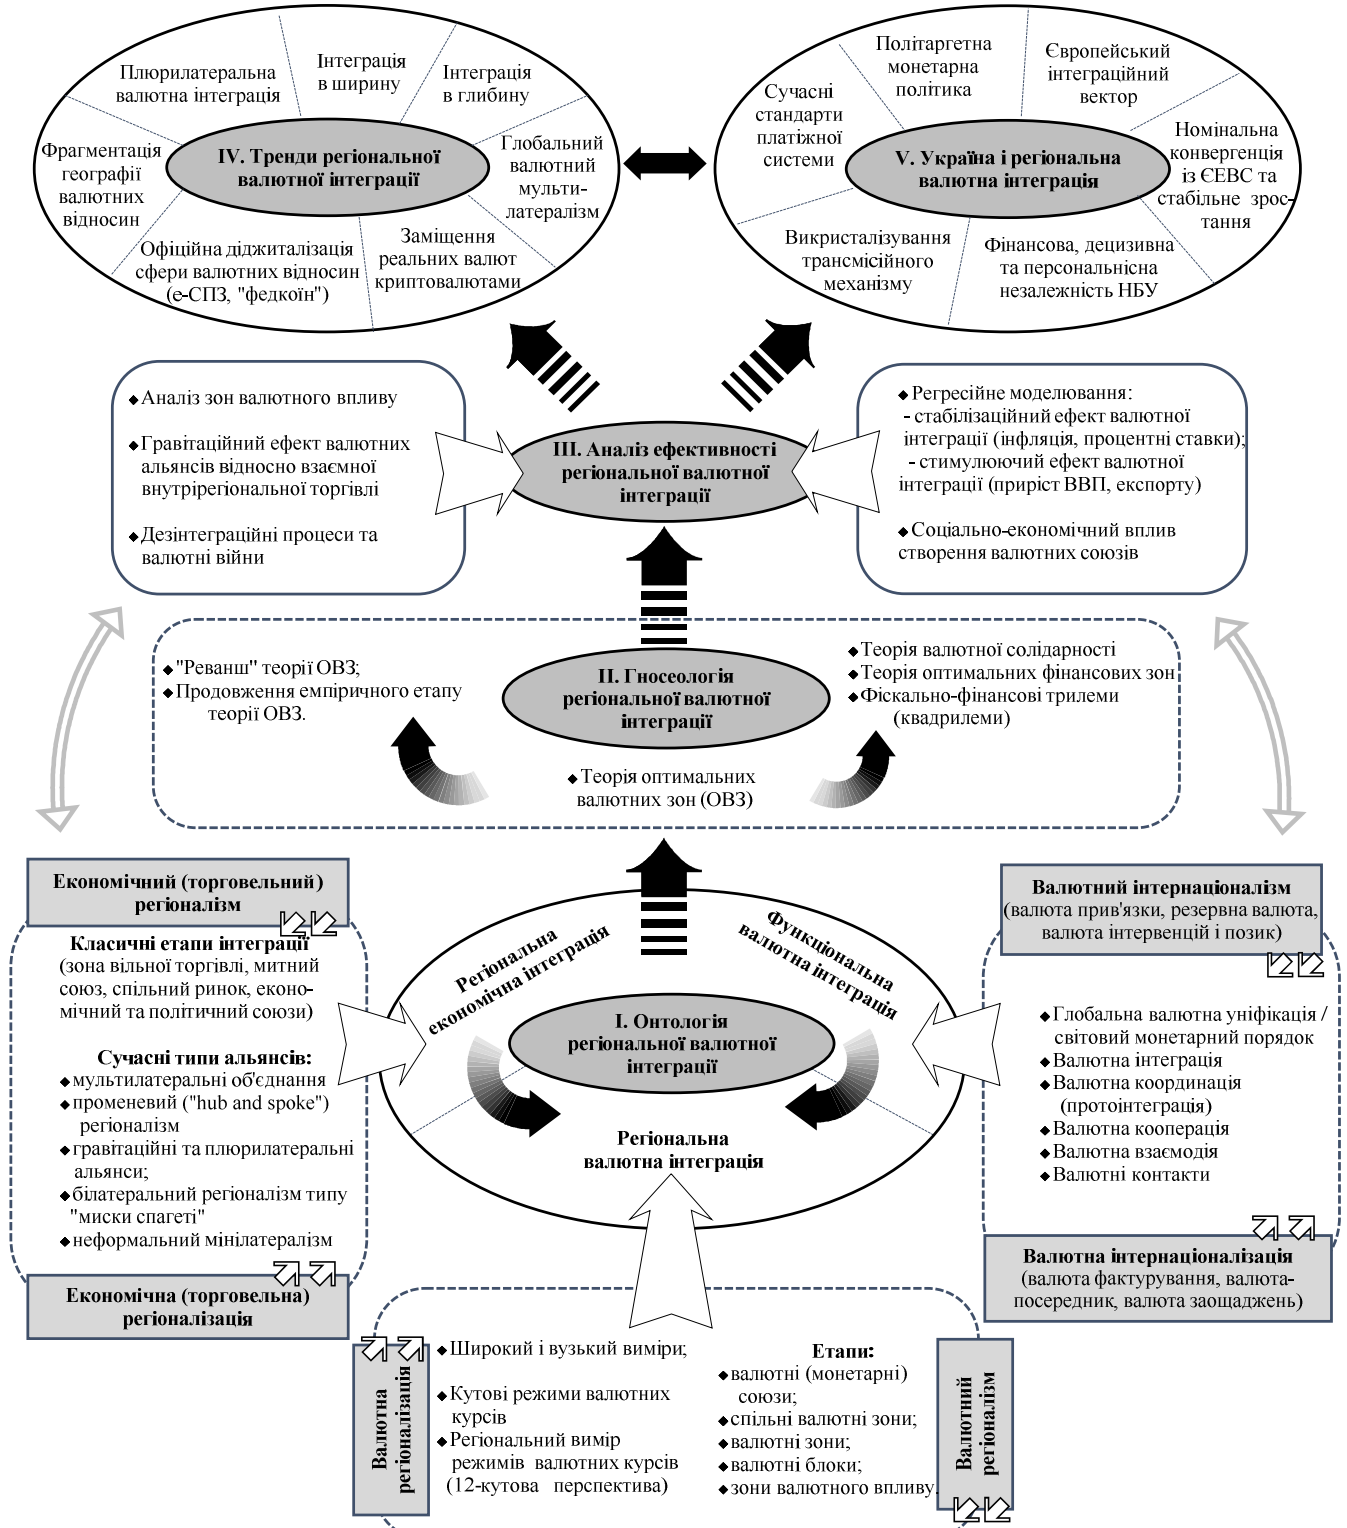 Плюрилатеральна
валютна інтеграція
Інтеграція
в ширину
Інтеграція
в глибину
Фрагментація
географії
валютних
відносин
IV. Тренди регіональної
валютної інтеграції
Глобальний
валютний
мульти-
латералізм
Офіційна діджиталізація
сфери валютних відносин
(е-СПЗ, "федкоїн")
Заміщення
реальних валют
криптовалютами
Сучасні
стандарти
платіжної
системи
Політаргетна
монетарна
політика
Європейський
інтеграційний
вектор
V. Україна і регіональна
валютна інтеграція
Номінальна
конвергенція
із ЄЕВС та
стабільне зрос-
тання
Викристалізування
трансмісійного
механізму
Фінансова, децизивна
та персональнісна
незалежність НБУ
◆Аналіз зон валютного впливу
◆Гравітаційний ефект валютних
альянсів відносно взаємної
внутрірегіональної торгівлі
◆Дезінтеграційні процеси та
валютні війни
III. Аналіз ефективності
регіональної валютної
інтеграції
◆Регресійне моделювання:
- стабілізаційний ефект валютної
інтеграції (інфляція, процентні ставки);
- стимулюючий ефект валютної
інтеграції (приріст ВВП, експорту)
◆Соціально-економічний вплив
створення валютних союзів
◆"Реванш" теорії ОВЗ;
◆Продовження емпіричного етапу
теорії ОВЗ.
II. Гносеологія
регіональної валютної
інтеграції
◆Теорія валютної солідарності
◆Теорія оптимальних фінансових зон
◆Фіскально-фінансові трилеми
(квадрилеми)
◆Теорія оптимальних
валютних зон (ОВЗ)
Економічний (торговельний)
регіоналізм
Класичні етапи інтеграції
(зона вільної торгівлі, митний
союз, спільний ринок, еконо-
мічний та політичний союзи)
Сучасні типи альянсів:
◆мультилатеральні об'єднання
◆променевий ("hub and spoke")
регіоналізм
◆гравітаційні та плюрилатеральні
альянси;
◆білатеральний регіоналізм типу
"миски спагеті"
◆неформальний мінілатералізм
Економічна (торговельна)
регіоналізація
Регіональна
економічна інтеграція
Функціональна
валютна інтеграція
I. Онтологія
регіональної валютної
інтеграції
Регіональна
валютна інтеграція
Валютний інтернаціоналізм
(валюта прив'язки, резервна валюта,
валюта інтервенцій і позик)
◆Глобальна валютна уніфікація /
світовий монетарний порядок
◆Валютна інтеграція
◆Валютна координація
(протоінтеграція)
◆Валютна кооперація
◆Валютна взаємодія
◆Валютні контакти
Валютна інтернаціоналізація
(валюта фактурування, валюта-
посередник, валюта заощаджень)
Валютна
регіоналізація
◆Широкий і вузький виміри;
◆Кутові режими валютних
курсів
◆Регіональний вимір
режимів валютних курсів
(12-кутова перспектива)
Етапи:
◆валютні (монетарні)
союзи;
◆спільні валютні зони;
◆валютні зони;
◆валютні блоки;
◆зони валютного впливу.
Валютний
регіоналізм